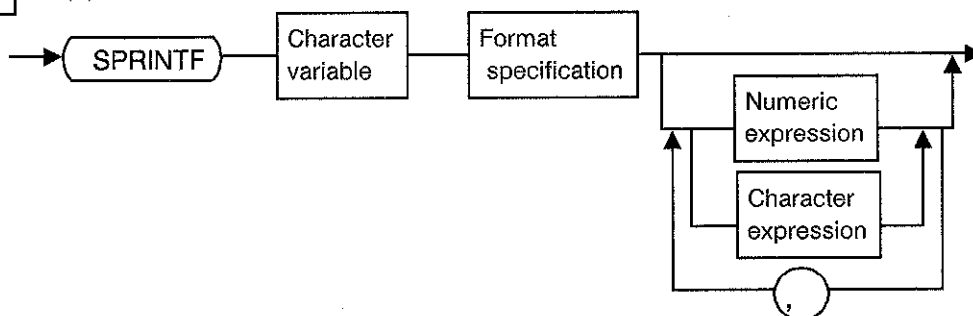 SPRINTF
Character
variable
Format
specification
Numeric
expression
Character
expression
,